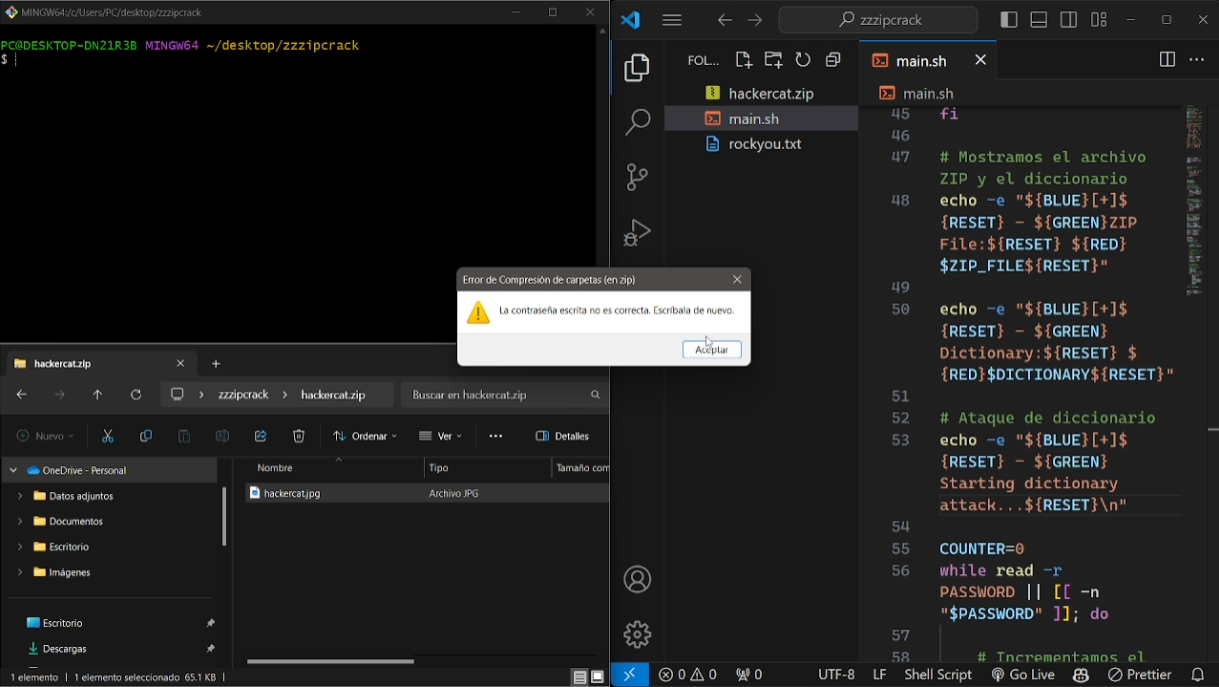 MINGW64:/c/Users/PC/desktop/zzzipcrack
PC@DESKTOP-DN21R3B MINGW64 ~/desktop/zzzipcrack
$
hackercat.zip
zzzipcrack > hackercat.zip
Buscar en hackercat.zip
Nuevo
Ordenar
Ver
Detalles
OneDrive - Personal
Datos adjuntos
Documentos
Escritorio
Imágenes
Escritorio
Descargas
Nombre
Tipo
Tamaño com
hackercat.jpg
Archivo JPG
1 elemento
1 elemento seleccionado 65.1 KB
Error de Compresión de carpetas (en zip)
La contraseña escrita no es correcta. Escríbala de nuevo.
Aceptar
zzzipcrack
FOL...
hackercat.zip
main.sh
rockyou.txt
main.sh
main.sh
45 fi
46
47 # Mostramos el archivo
ZIP y el diccionario
48 echo -e "${BLUE}[+]$
{RESET} - ${GREEN}ZIP
File:${RESET} ${RED}
$ZIP_FILE${RESET}"
49
50 echo -e "${BLUE}[+]$
{RESET} - ${GREEN}
Dictionary:${RESET} $
{RED}$DICTIONARY${RESET}"
51
52 # Ataque de diccionario
53 echo -e "${BLUE}[+]$
{RESET} - ${GREEN}
Starting dictionary
attack...${RESET}\n"
54
55 COUNTER=0
56 while read -r
PASSWORD || [[ -n
"$PASSWORD" ]]; do
57
58 # Incrementamos el
0 0 0
UTF-8
LF
Shell Script
Go Live
Prettier